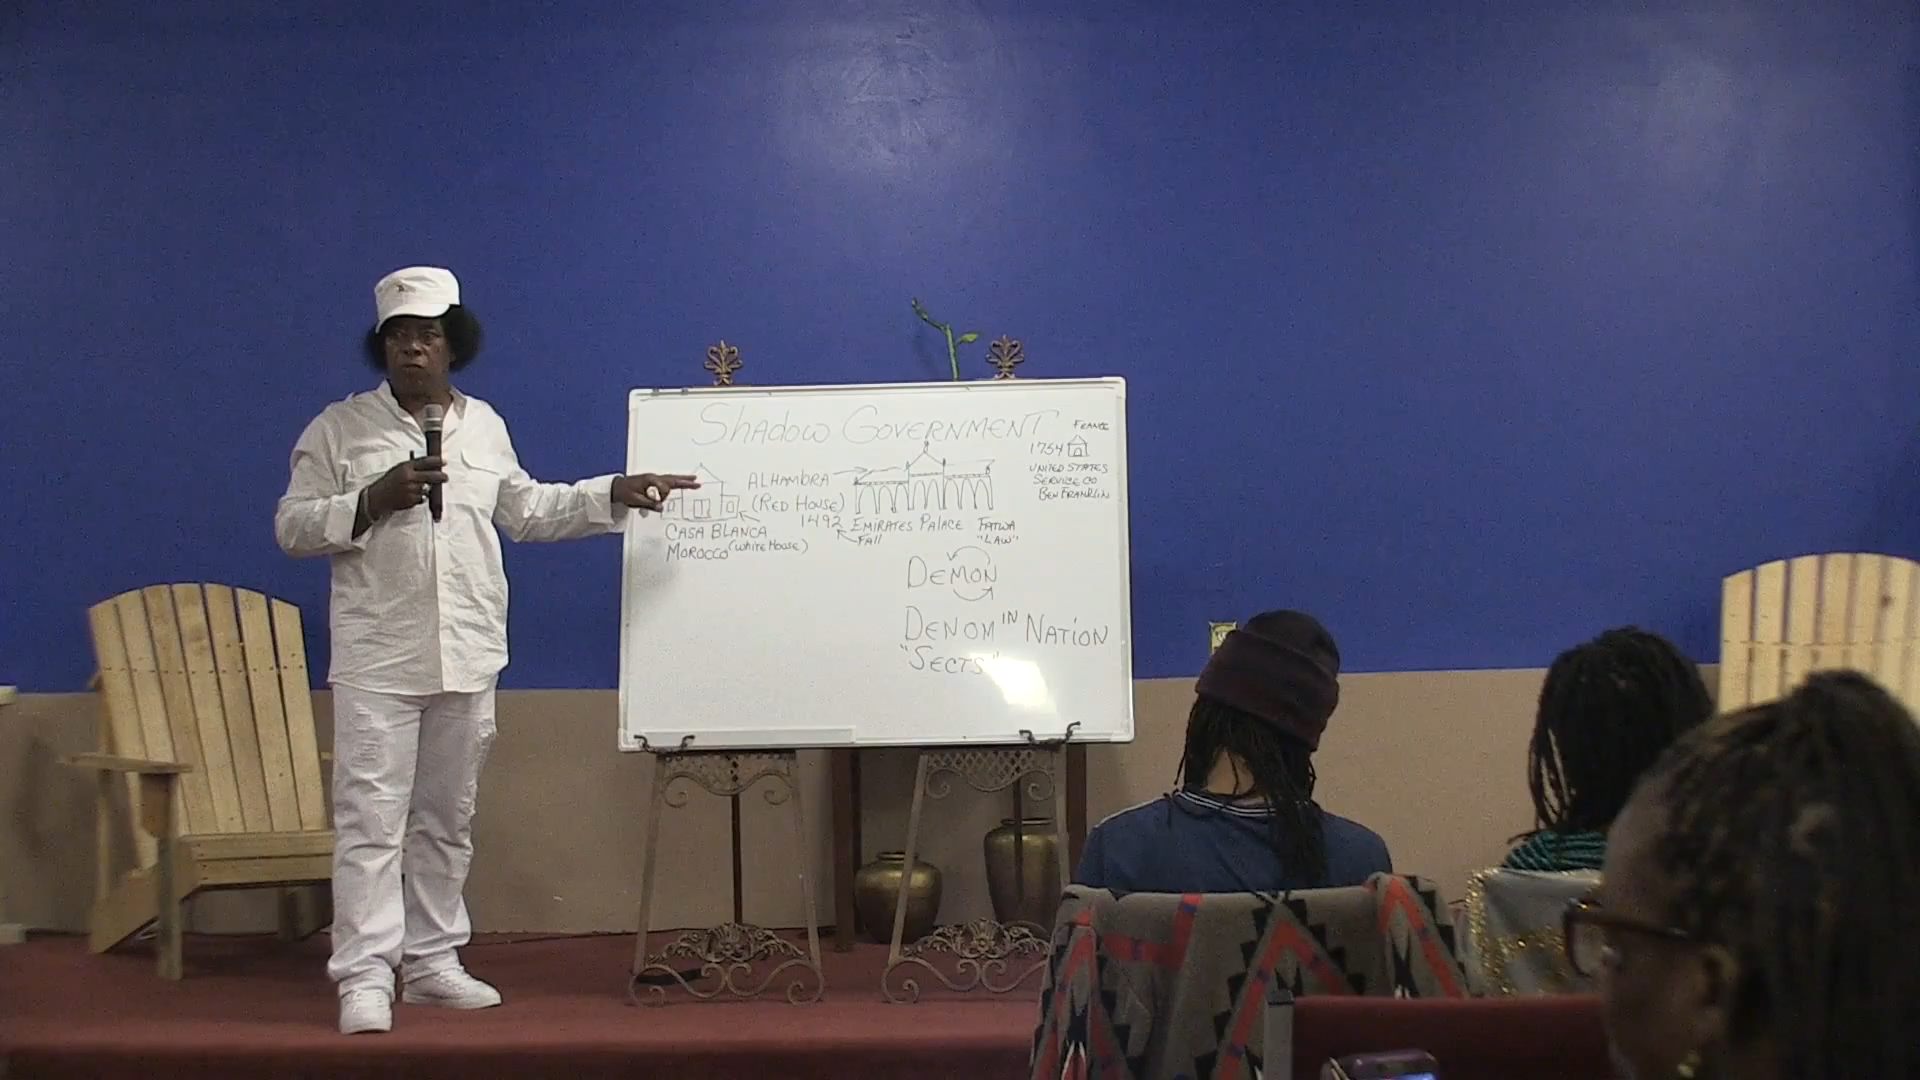 Shadow Government
France
1754
United States
Service Co
Ben Franklin
Alhambra
(Red House)
1492
Casa Blanca
Morocco (White House)
Emirates Palace
Fall
Fatwa
"Law"
Demon
Denom in Nation
"Sects"